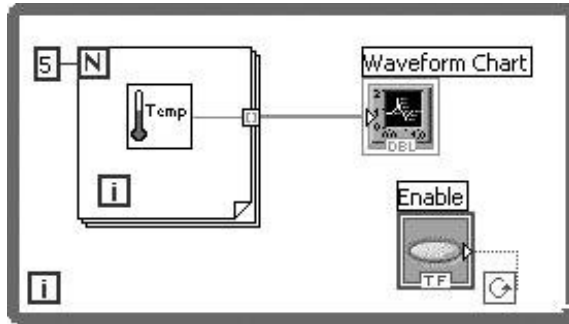 5 N
Temp
i
Waveform Chart
DBL
Enable
TF
i